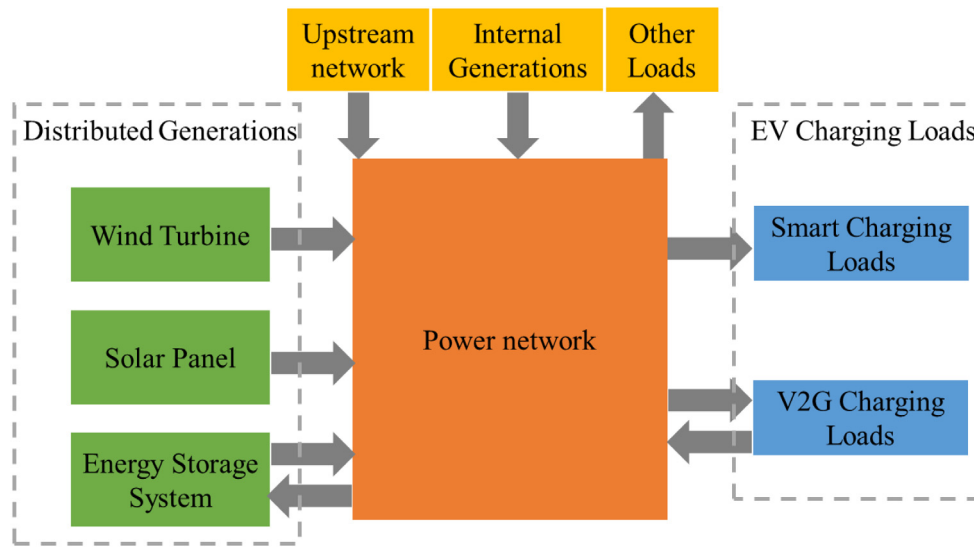 Upstream
network
Internal
Generations
Other
Loads
Distributed Generations
EV Charging Loads
Wind Turbine
Smart Charging
Loads
Solar Panel
Power network
V2G Charging
Loads
Energy Storage
System